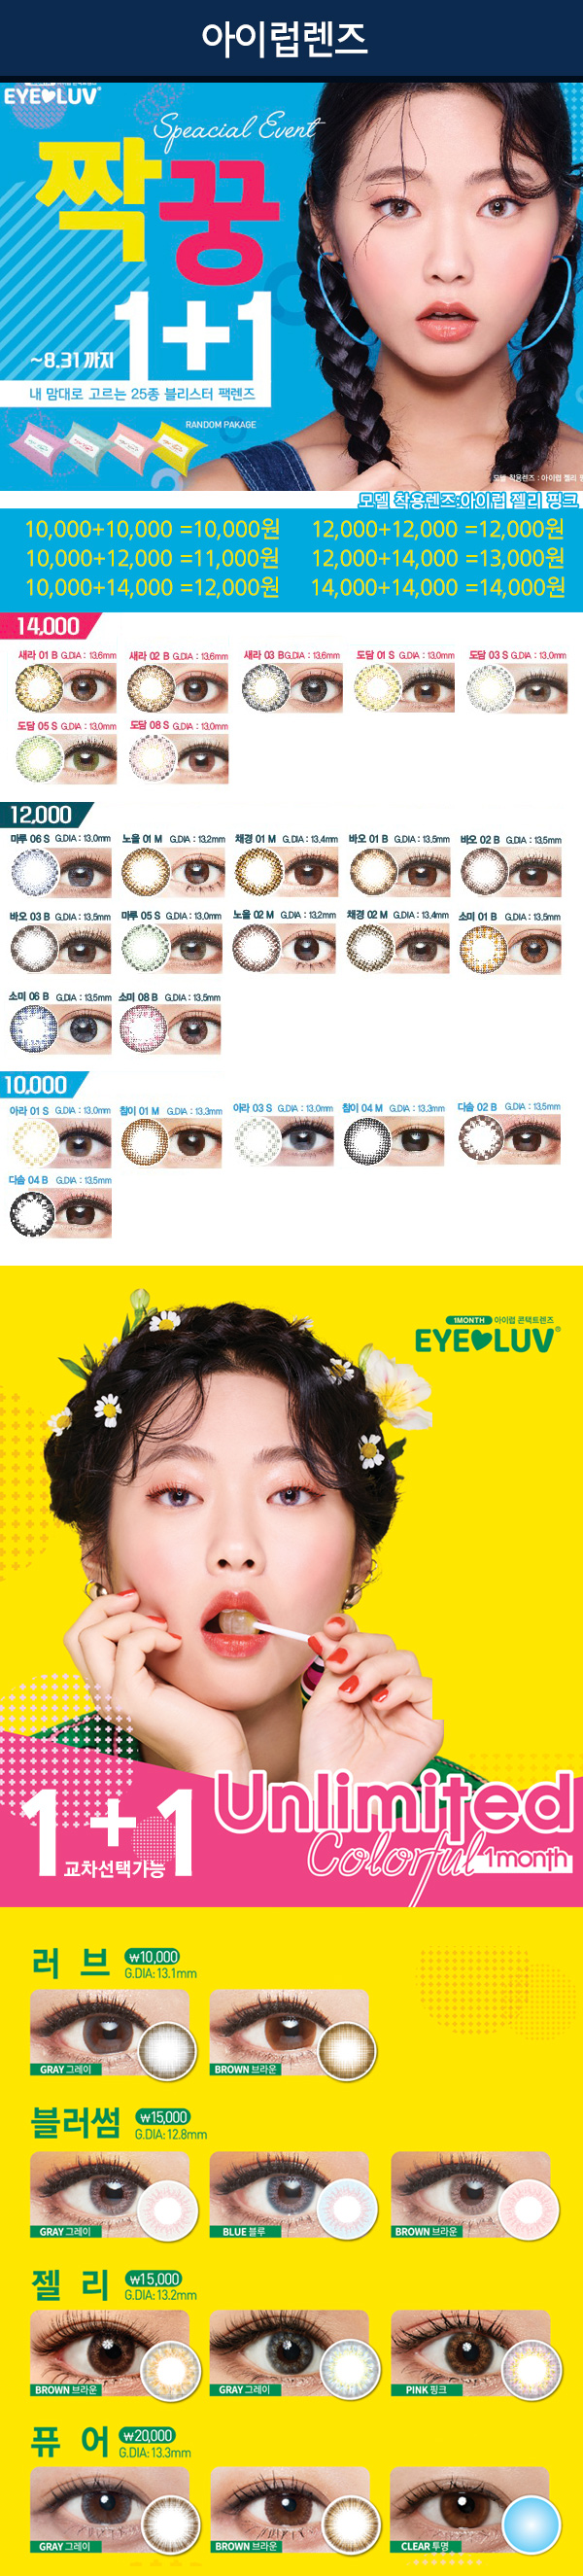 아이럽렌즈
EYE LUV®
Speacial Event
짝꿍
1+1
~8.31 까지
내 맘대로 고르는 25종 블리스터 팩렌즈
RANDOM PAKAGE
모델 착용렌즈 : 아이럽 젤리 핑
모델 착용렌즈:아이럽 젤리 핑크
10,000+10,000 =10,000원 12,000+12,000 =12,000원
10,000+12,000 =11,000원 12,000+14,000 =13,000원
10,000+14,000 =12,000원 14,000+14,000 =14,000원
14,000
새라 01 B G.DIA : 13.6mm 새라 02 B G.DIA : 13.6mm 새라 03 B G.DIA : 13.6mm 도담 01 S G.DIA : 13.0mm 도담 03 S G.DIA : 13.0mm
도담 05 S G.DIA : 13.0mm 도담 08 S G.DIA : 13.0mm
12,000
마루 06 S G.DIA : 13.0mm 노을 01 M G.DIA : 13.2mm 채경 01 M G.DIA : 13.4mm 바오 01 B G.DIA : 13.5mm 바오 02 B G.DIA : 13.5mm
바오 03 B G.DIA : 13.5mm 마루 05 S G.DIA : 13.0mm 노을 02 M G.DIA : 13.2mm 채경 02 M G.DIA : 13.4mm 소미 01 B G.DIA : 13.5mm
소미 06 B G.DIA : 13.5mm 소미 08 B G.DIA : 13.5mm
10,000
아라 01 S G.DIA : 13.0mm 참이 01 M G.DIA : 13.3mm 아라 03 S G.DIA : 13.0mm 참이 04 M G.DIA : 13.3mm 다솜 02 B G.DIA : 13.5mm
다솜 04 B G.DIA : 13.5mm
1MONTH 아이럽 콘택트렌즈
EYE LUV®
Unlimited
1+1
교차선택가능
Colorful 1month
러 브 ₩10,000
G.DIA: 13.1mm
GRAY 그레이 BROWN 브라운
블러썸 ₩15,000
G.DIA: 12.8mm
GRAY 그레이 BLUE 블루 BROWN 브라운
젤 리 ₩15,000
G.DIA: 13.2mm
BROWN 브라운 GRAY 그레이 PINK 핑크
퓨 어 ₩20,000
G.DIA: 13.3mm
GRAY 그레이 BROWN 브라운 CLEAR 투명